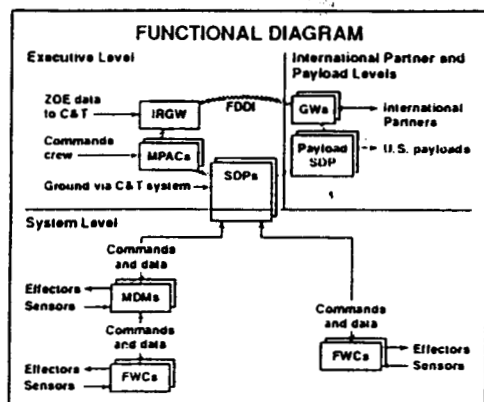 FUNCTIONAL DIAGRAM
Executive Level
International Partner and
Payload Levels
ZOE data
to C&T
IRGW
FDDI
GWs
International
Partners
Commands
crew
MPACs
Payload
SDP
U.S. payloads
SDPs
Ground via C&T system
System Level
Commands
and data
Effectors
Sensors
MDMs
Commands
and data
Effectors
Sensors
FWCs
Commands
and data
FWCs
Effectors
Sensors